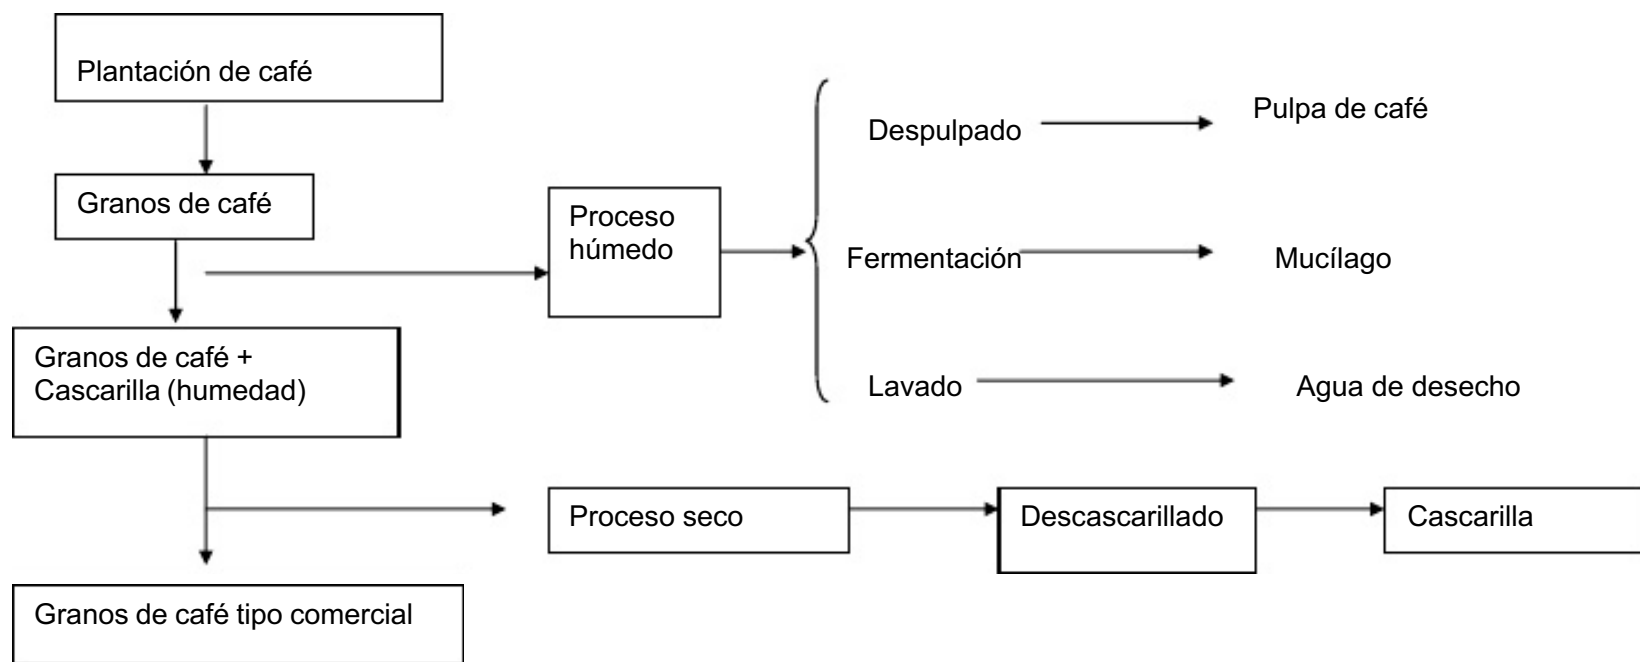 Plantación de café
Granos de café
Proceso
húmedo
Despulpado
Pulpa de café
Fermentación
Mucílago
Lavado
Agua de desecho
Granos de café +
Cascarilla (humedad)
Proceso seco
Descascarillado
Cascarilla
Granos de café tipo comercial